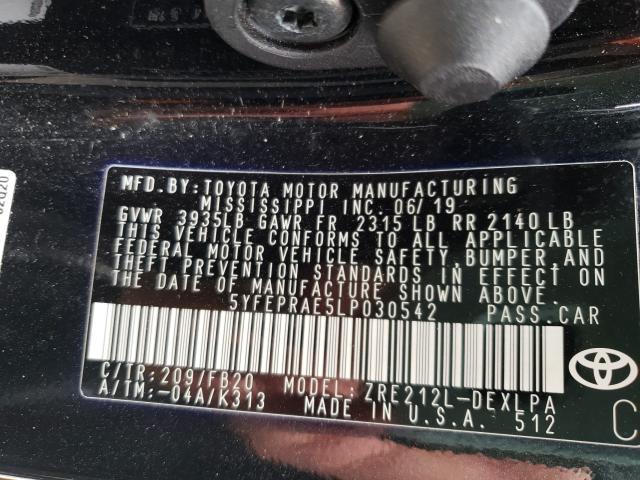 MFD.BY:TOYOTA MOTOR MANUFACTURING
MISSISSIPPI INC. 06/19
GVWR 3935LB GAWR FR 2315 LB RR 2140LB
THIS VEHICLE CONFORMS TO ALL APPLICABLE
FEDERAL MOTOR VEHICLE SAFETY,BUMPER,AND
THEFT PREVENTION STANDARDS IN EFFECT ON
THE DATE OF MANUFACTURE SHOWN ABOVE.
5YFEPRAE5LP030542 PASS.CAR
C/TR:209/FB20 MODEL: ZRE212L-DEXLPA
A/TM:-04A/K313 MADE IN U.S.A. 512
C